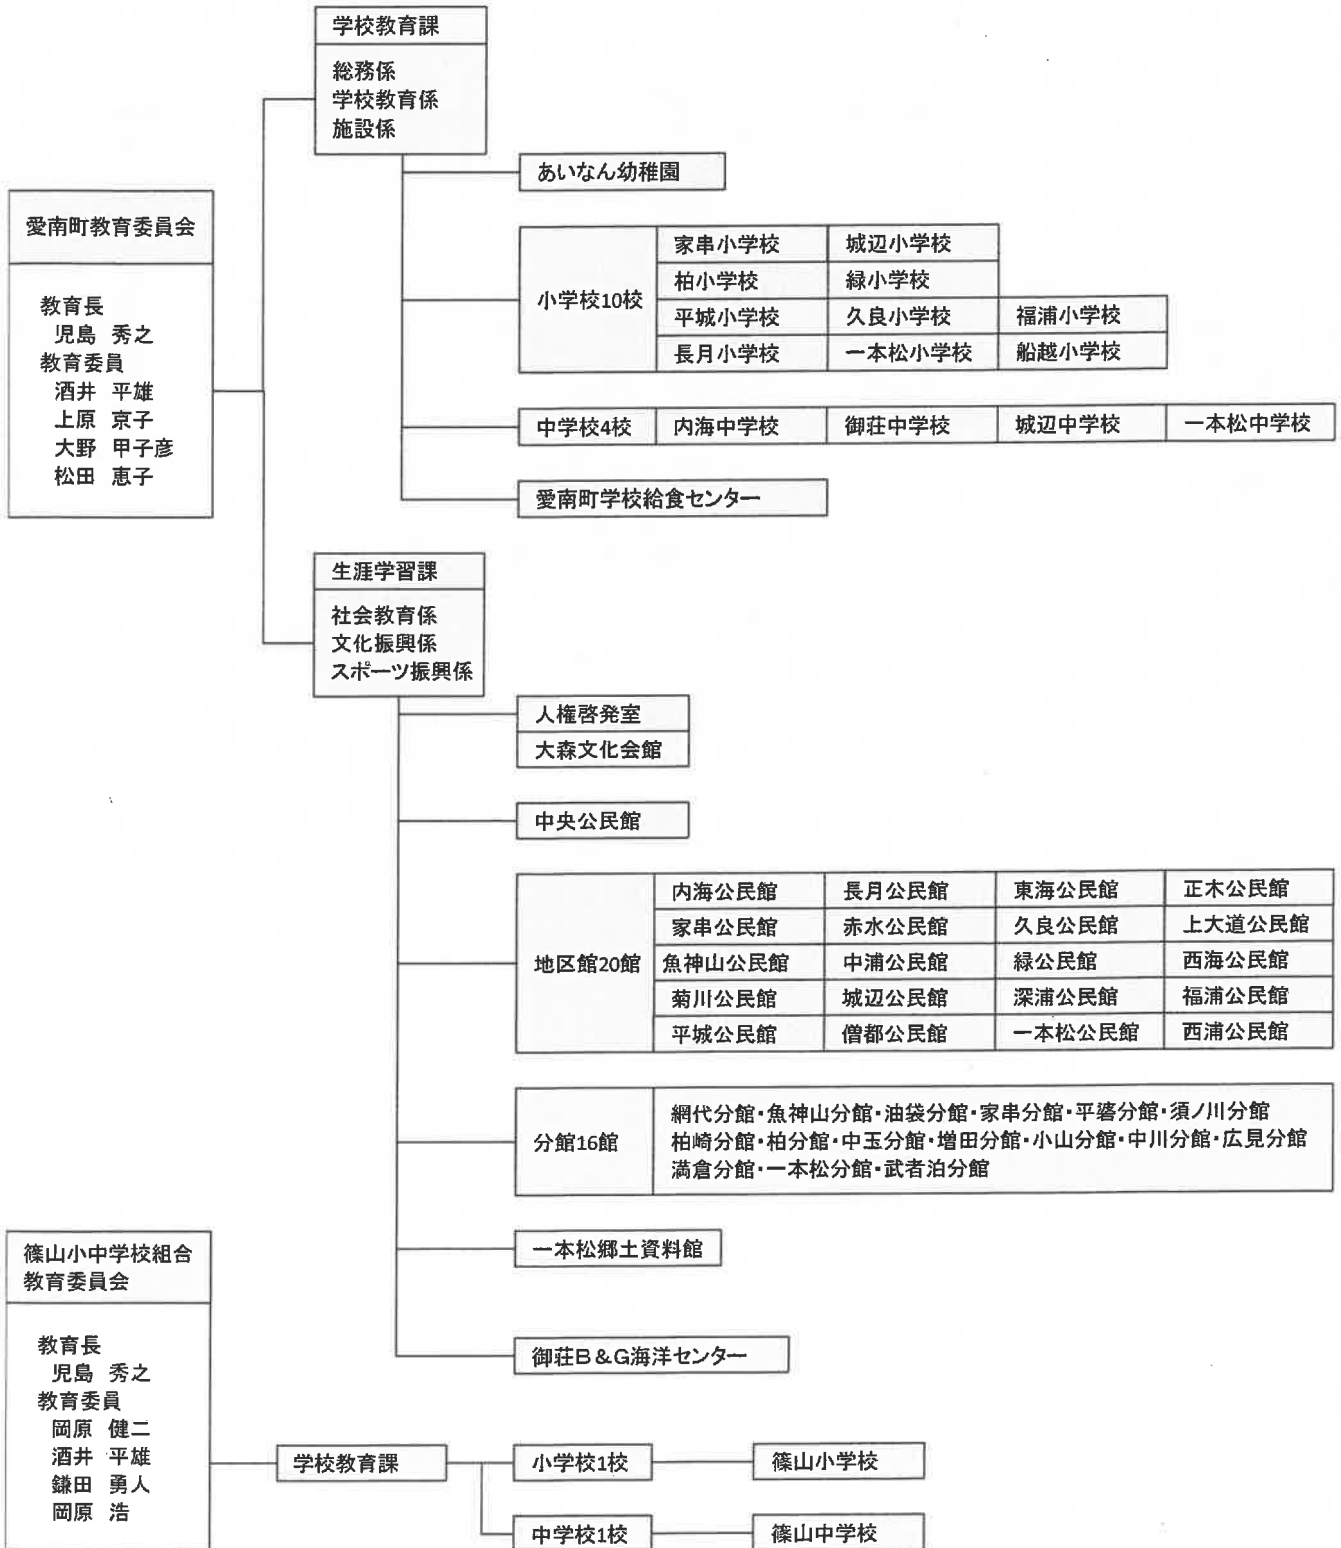 学校教育課
総務係
学校教育係
施設係
あいなん幼稚園
愛南町教育委員会
教育長
児島 秀之
教育委員
酒井 平雄
上原 京子
大野 甲子彦
松田 恵子
小学校10校
家串小学校 城辺小学校
柏小学校 緑小学校
平城小学校 久良小学校 福浦小学校
長月小学校 一本松小学校 船越小学校
中学校4校 内海中学校 御荘中学校 城辺中学校 一本松中学校
愛南町学校給食センター
生涯学習課
社会教育係
文化振興係
スポーツ振興係
人権啓発室
大森文化会館
中央公民館
地区館20館
内海公民館 長月公民館 東海公民館 正木公民館
家串公民館 赤水公民館 久良公民館 上大道公民館
魚神山公民館 中浦公民館 緑公民館 西海公民館
菊川公民館 城辺公民館 深浦公民館 福浦公民館
平城公民館 僧都公民館 一本松公民館 西浦公民館
分館16館
網代分館・魚神山分館・油袋分館・家串分館・平碆分館・須ノ川分館
柏崎分館・柏分館・中玉分館・増田分館・小山分館・中川分館・広見分館
満倉分館・一本松分館・武者泊分館
一本松郷土資料館
御荘B&G海洋センター
篠山小中学校組合
教育委員会
教育長
児島 秀之
教育委員
岡原 健二
酒井 平雄
鎌田 勇人
岡原 浩
学校教育課
小学校1校 篠山小学校
中学校1校 篠山中学校